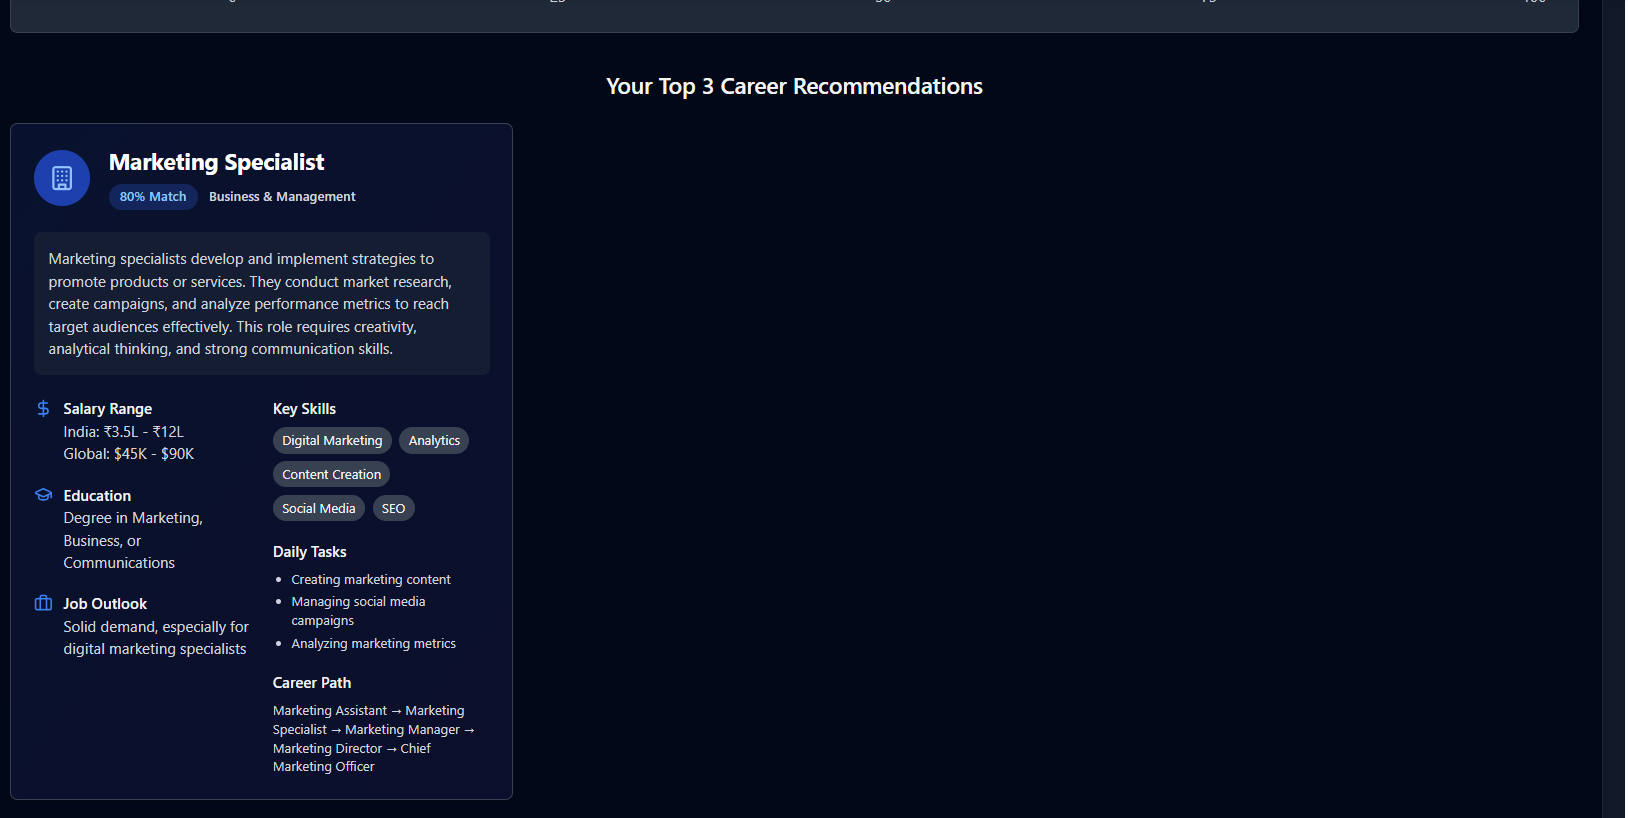 Your Top 3 Career Recommendations
Marketing Specialist
80% Match Business & Management
Marketing specialists develop and implement strategies to
promote products or services. They conduct market research,
create campaigns, and analyze performance metrics to reach
target audiences effectively. This role requires creativity,
analytical thinking, and strong communication skills.
Salary Range
India: ₹3.5L - ₹12L
Global: $45K - $90K
Education
Degree in Marketing,
Business, or
Communications
Job Outlook
Solid demand, especially for
digital marketing specialists
Key Skills
Digital Marketing Analytics
Content Creation
Social Media SEO
Daily Tasks
• Creating marketing content
• Managing social media
campaigns
• Analyzing marketing metrics
Career Path
Marketing Assistant → Marketing
Specialist → Marketing Manager →
Marketing Director → Chief
Marketing Officer